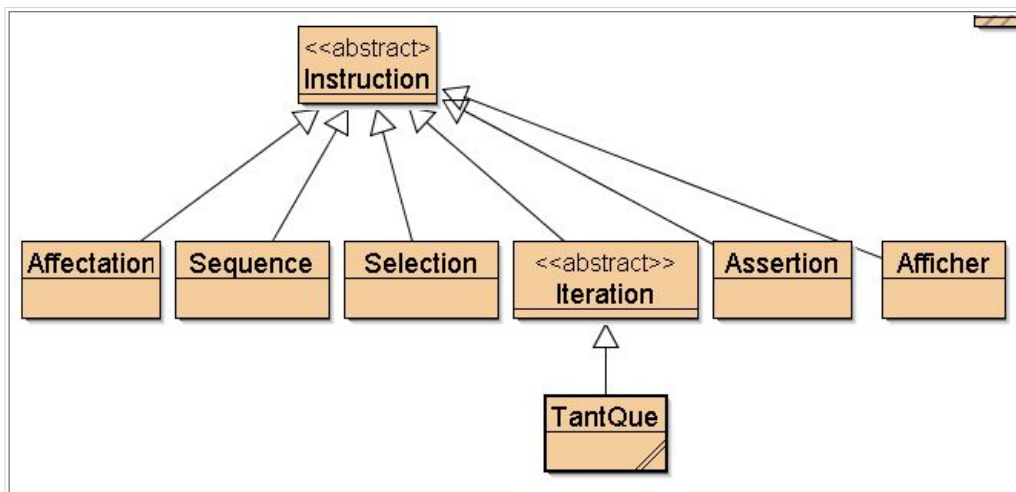 <<abstract>
Instruction
Affectation
Sequence
Selection
<<abstract>>
Iteration
Assertion
Afficher
TantQue